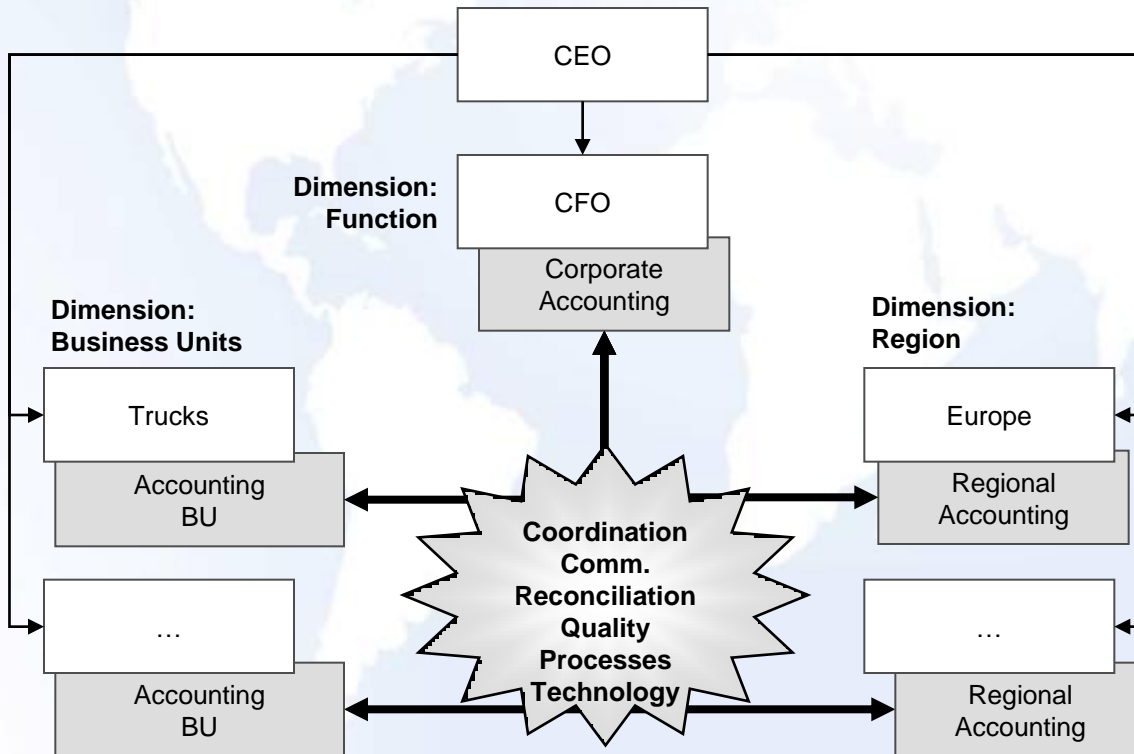 CEO
Dimension:
Function
CFO
Corporate
Accounting
Dimension:
Business Units
Dimension:
Region
Trucks
Accounting
BU
Europe
Regional
Accounting
Coordination
Comm.
Reconciliation
Quality
Processes
Technology
…
Accounting
BU
…
Regional
Accounting